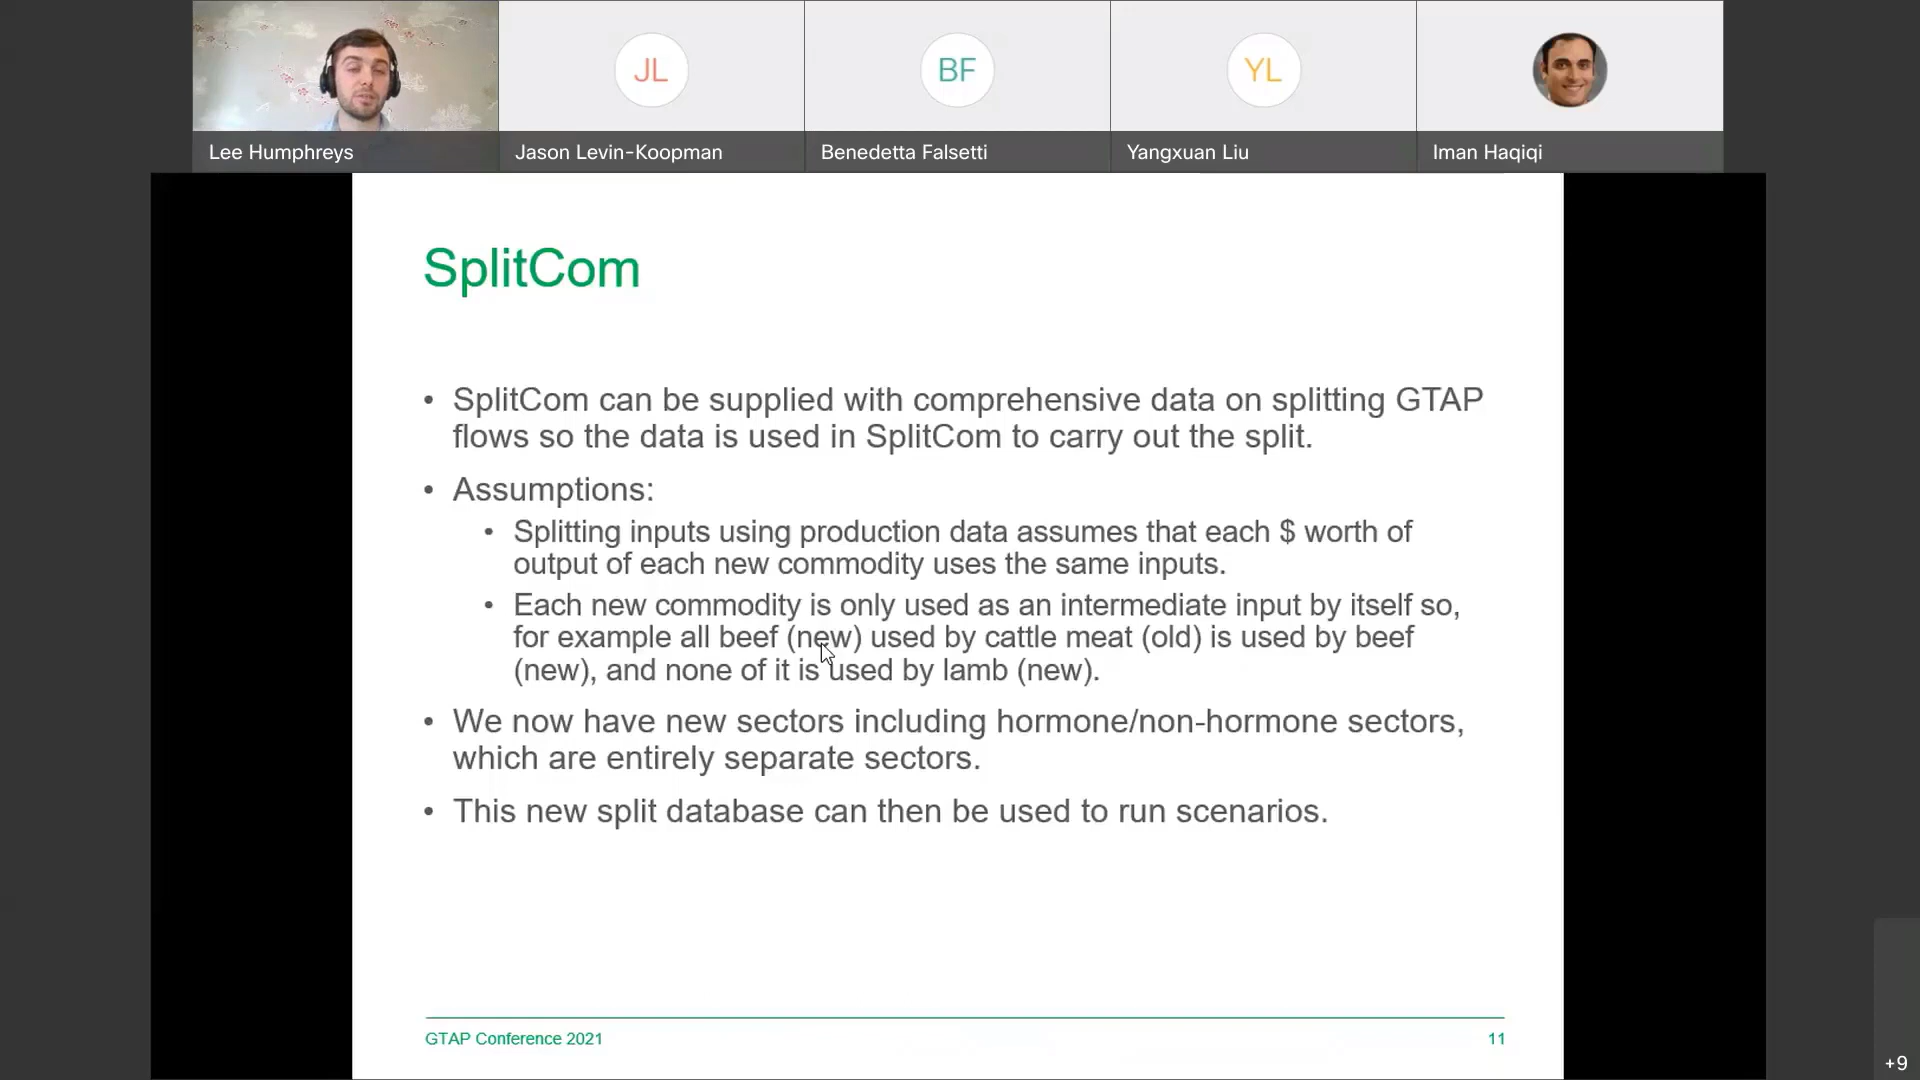 JL
BF
YL
Lee Humphreys
Jason Levin-Koopman
Benedetta Falsetti
Yangxuan Liu
Iman Haqiqi
SplitCom
• SplitCom can be supplied with comprehensive data on splitting GTAP
flows so the data is used in SplitCom to carry out the split.
• Assumptions:
• Splitting inputs using production data assumes that each $ worth of
output of each new commodity uses the same inputs.
• Each new commodity is only used as an intermediate input by itself so,
for example all beef (new) used by cattle meat (old) is used by beef
(new), and none of it is used by lamb (new).
• We now have new sectors including hormone/non-hormone sectors,
which are entirely separate sectors.
• This new split database can then be used to run scenarios.
GTAP Conference 2021
11
+9